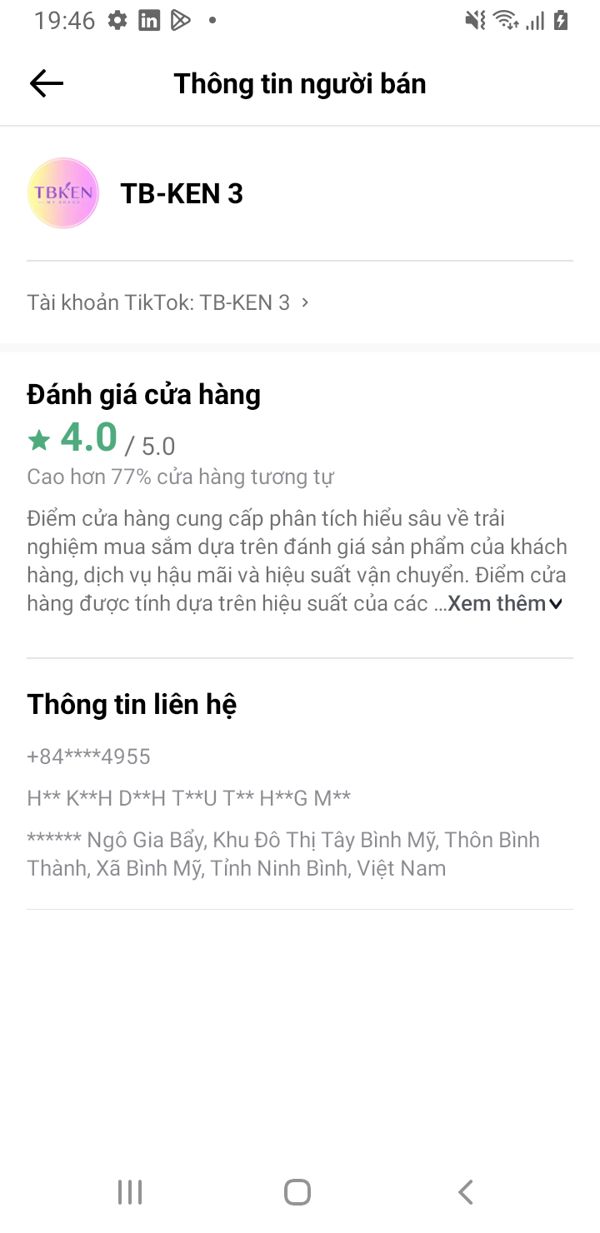 19:46
Thông tin người bán
TBKEN
TB-KEN 3
Tài khoản TikTok: TB-KEN 3 >
Đánh giá cửa hàng
4.0 / 5.0
Cao hơn 77% cửa hàng tương tự
Điểm cửa hàng cung cấp phân tích hiểu sâu về trải
nghiệm mua sắm dựa trên đánh giá sản phẩm của khách
hàng, dịch vụ hậu mãi và hiệu suất vận chuyển. Điểm cửa
hàng được tính dựa trên hiệu suất của các ...Xem thêm
Thông tin liên hệ
+84****4955
H** K**H D**H T**U T** H**G M**
****** Ngô Gia Bẩy, Khu Đô Thị Tây Bình Mỹ, Thôn Bình
Thành, Xã Bình Mỹ, Tỉnh Ninh Bình, Việt Nam